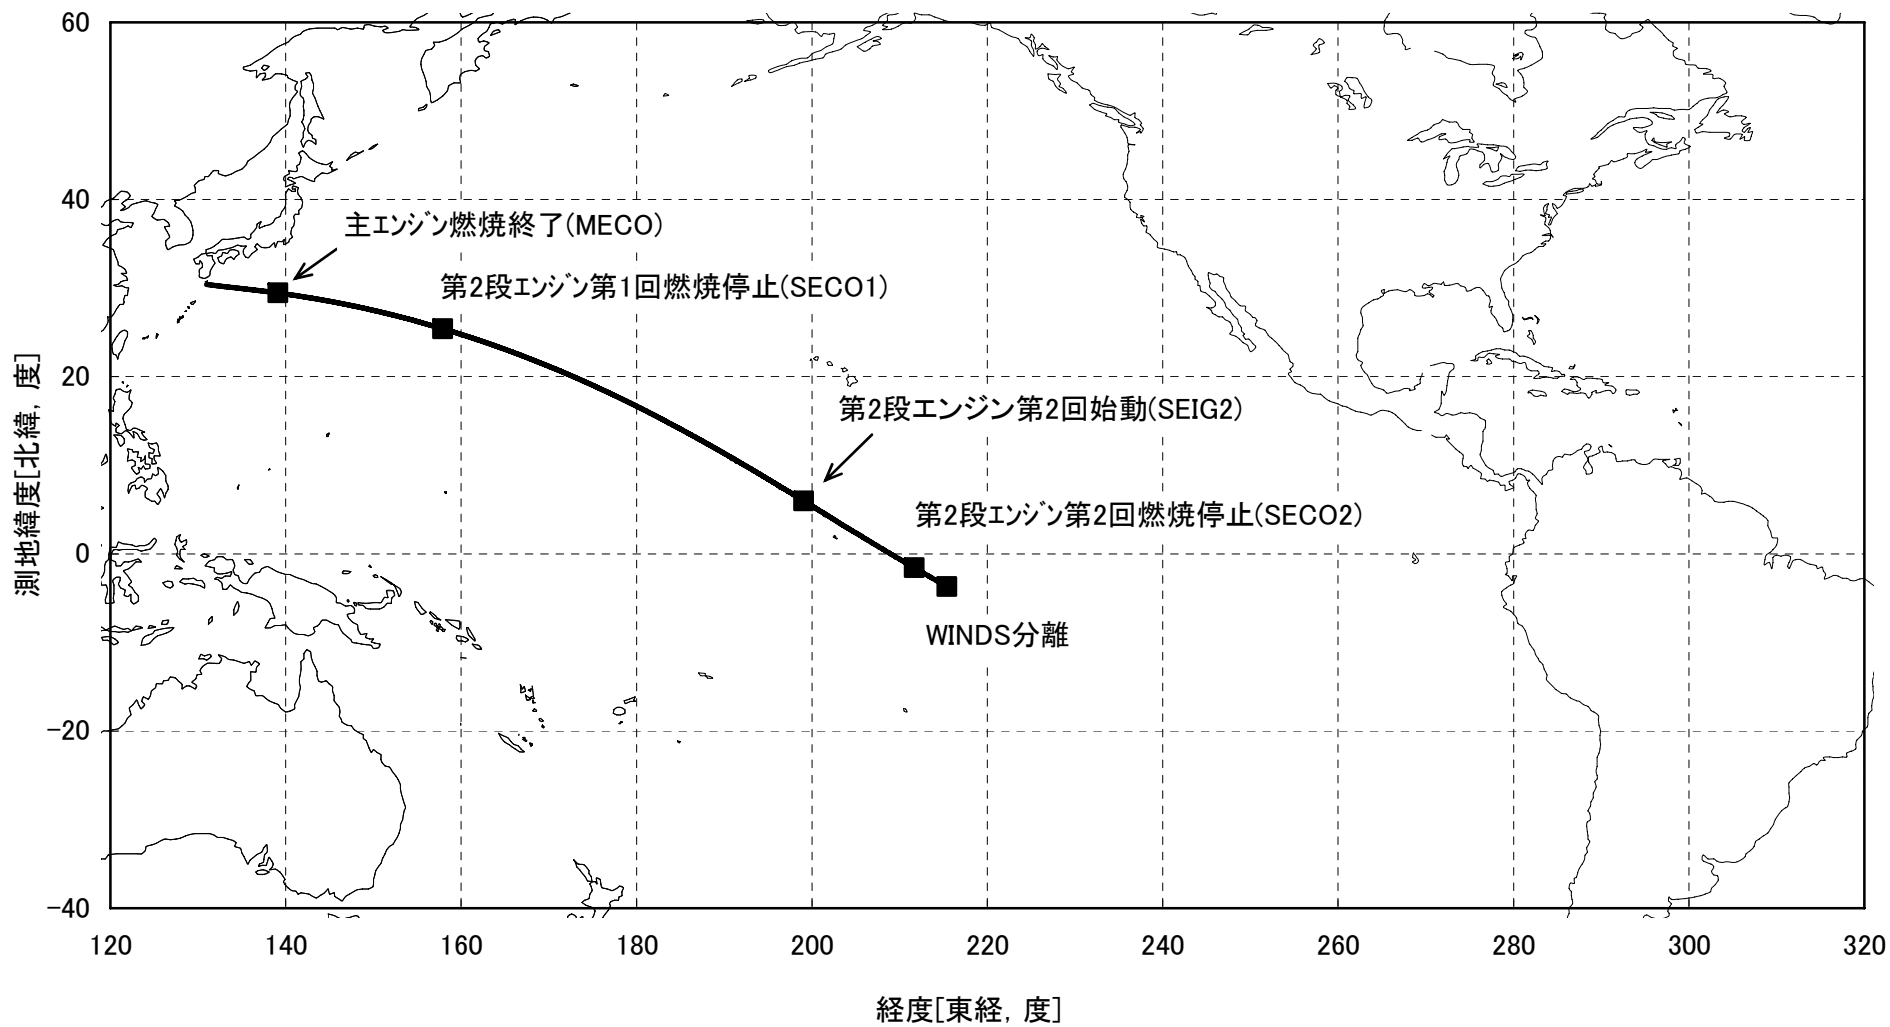 60
40
20
0
-20
-40
測地緯度[北緯, 度]
主ｴﾝｼﾞﾝ燃焼終了(MECO)
第2段ｴﾝｼﾞﾝ第1回燃焼停止(SECO1)
第2段エンジン第2回始動(SEIG2)
第2段ｴﾝｼﾞﾝ第2回燃焼停止(SECO2)
WINDS分離
120 140 160 180 200 220 240 260 280 300 320
経度[東経, 度]